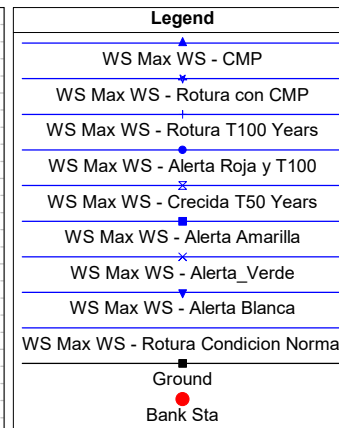 Legend
WS Max WS - CMP
WS Max WS - Rotura con CMP
WS Max WS - Rotura T100 Years
WS Max WS - Alerta Roja y T100
WS Max WS - Crecida T50 Years
WS Max WS - Alerta Amarilla
WS Max WS - Alerta_Verde
WS Max WS - Alerta Blanca
WS Max WS - Rotura Condicion Norma
Ground
Bank Sta